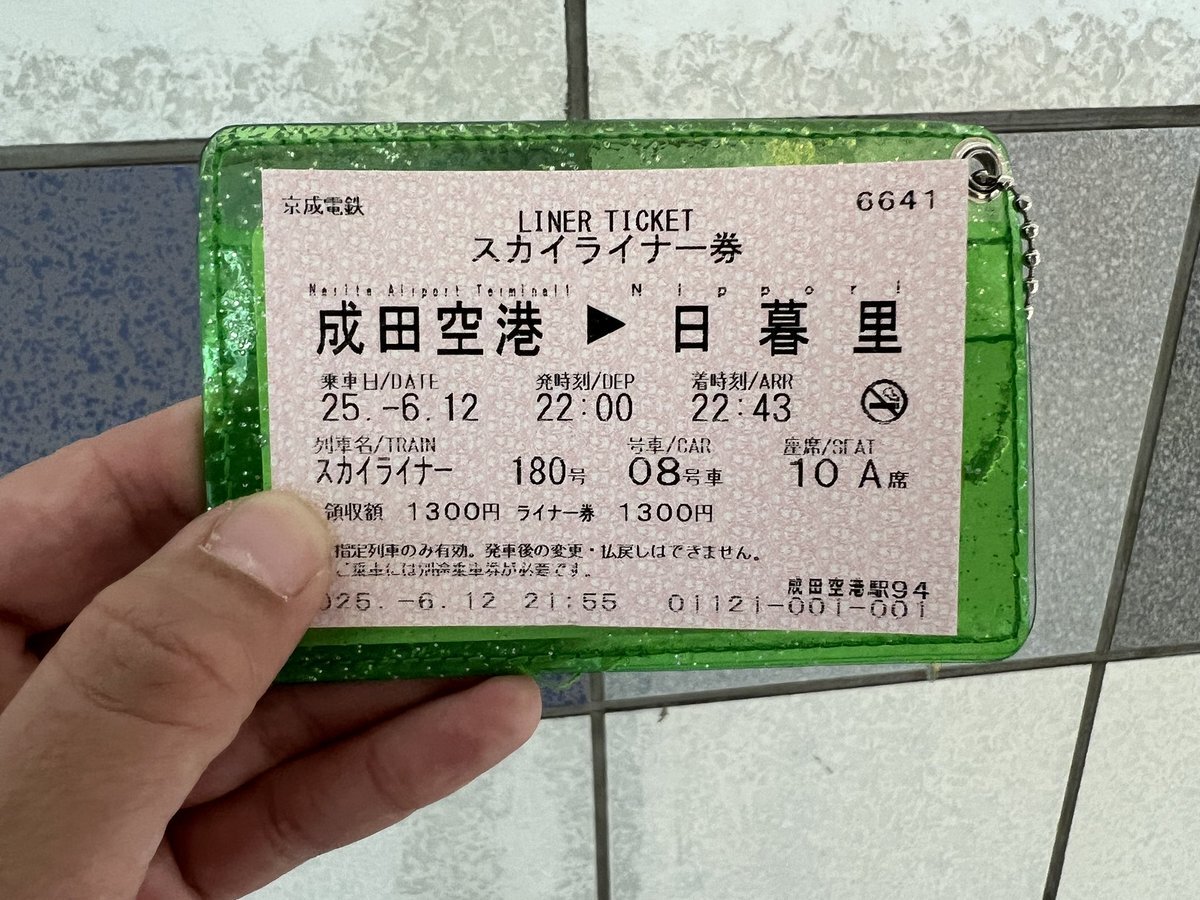 京成電鉄 6641
LINER TICKET
スカイライナー券
Narita Airport Terminal1 Nippori
成田空港 ▶ 日暮里
乗車日/DATE 発時刻/DEP 着時刻/ARR
25.-6.12 22:00 22:43
列車名/TRAIN 号車/CAR 座席/SEAT
スカイライナー 180号 08号車 10 A席
領収額 1300円 ライナー券 1300円
指定列車のみ有効。発車後の変更・払戻しはできません。
ご乗車には別途乗車券が必要です。
成田空港駅94
025.-6.12 21:55 01121-001-001